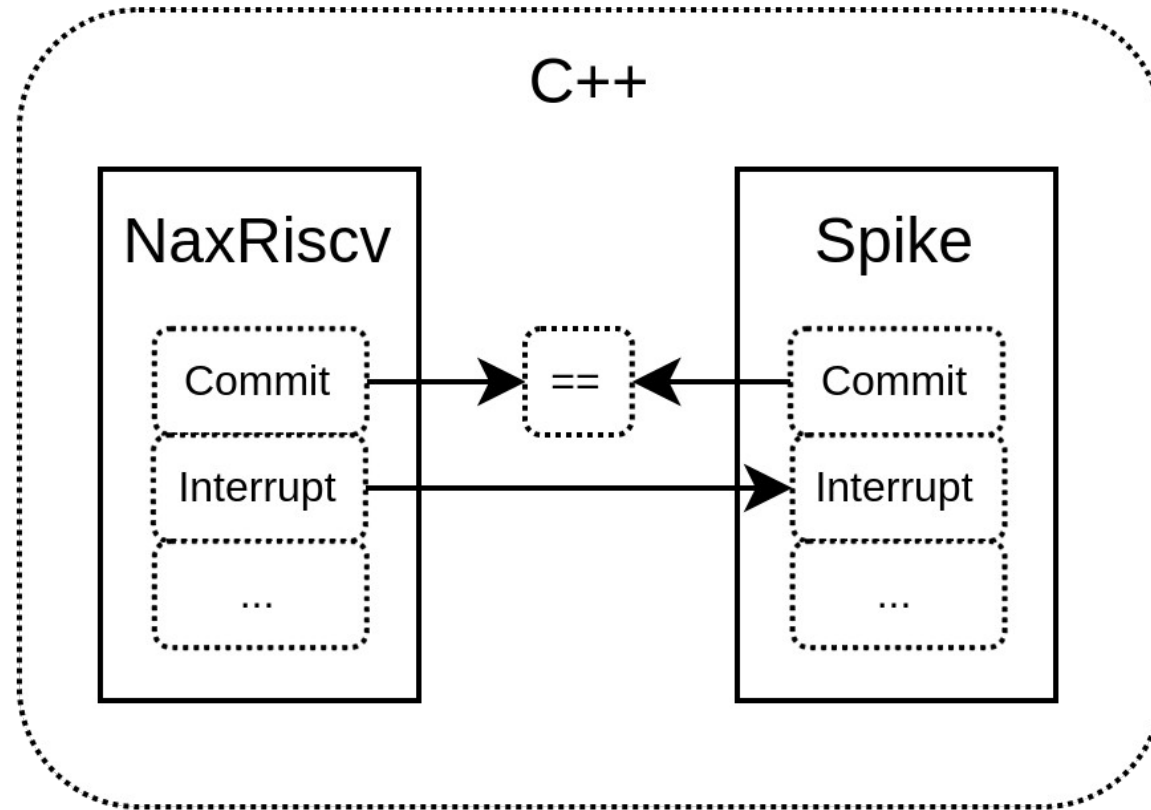 C++
NaxRiscv
Spike
Commit
==
Commit
Interrupt
Interrupt
...
...